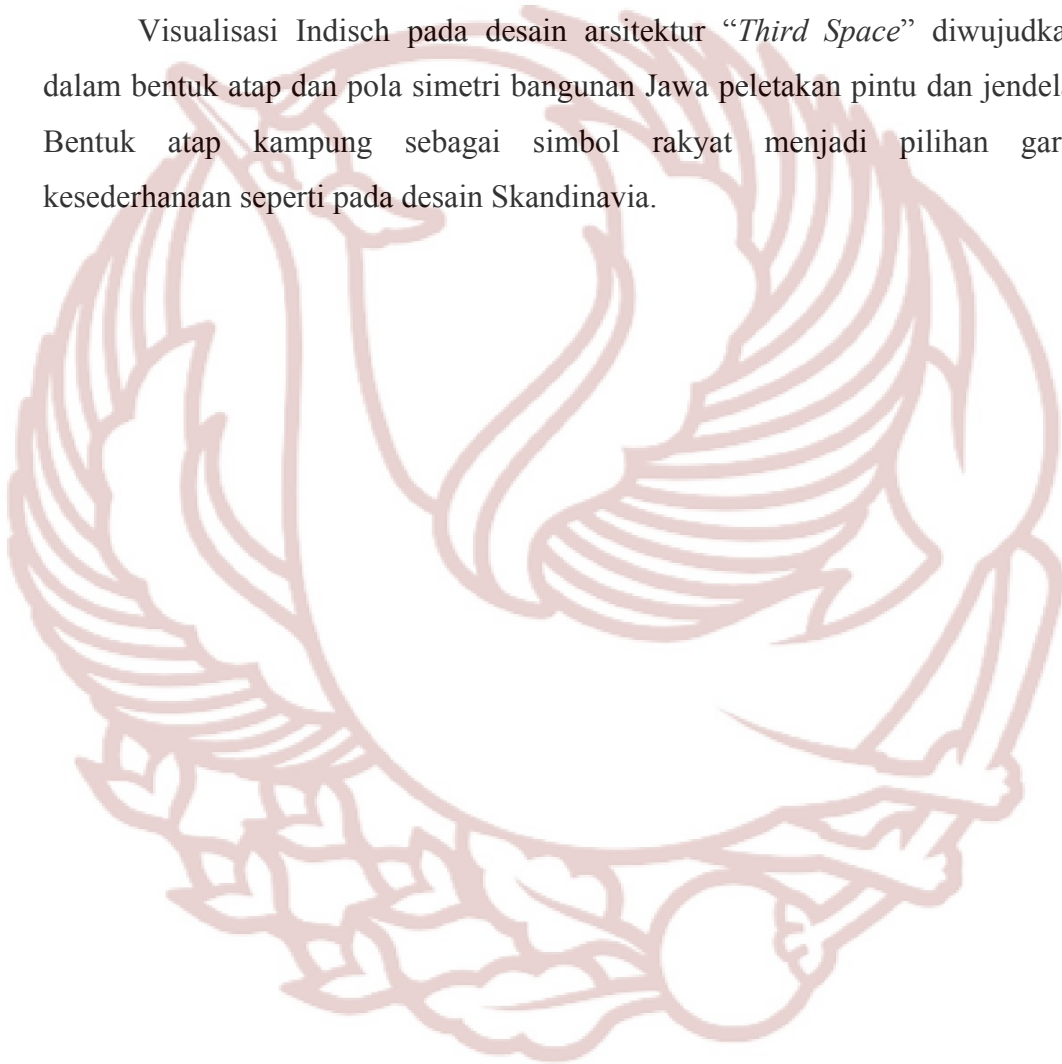 Visualisasi Indisch pada desain arsitektur “Third Space” diwujudka
dalam bentuk atap dan pola simetri bangunan Jawa peletakan pintu dan jendel
Bentuk atap kampung sebagai simbol rakyat menjadi pilihan gar
kesederhanaan seperti pada desain Skandinavia.